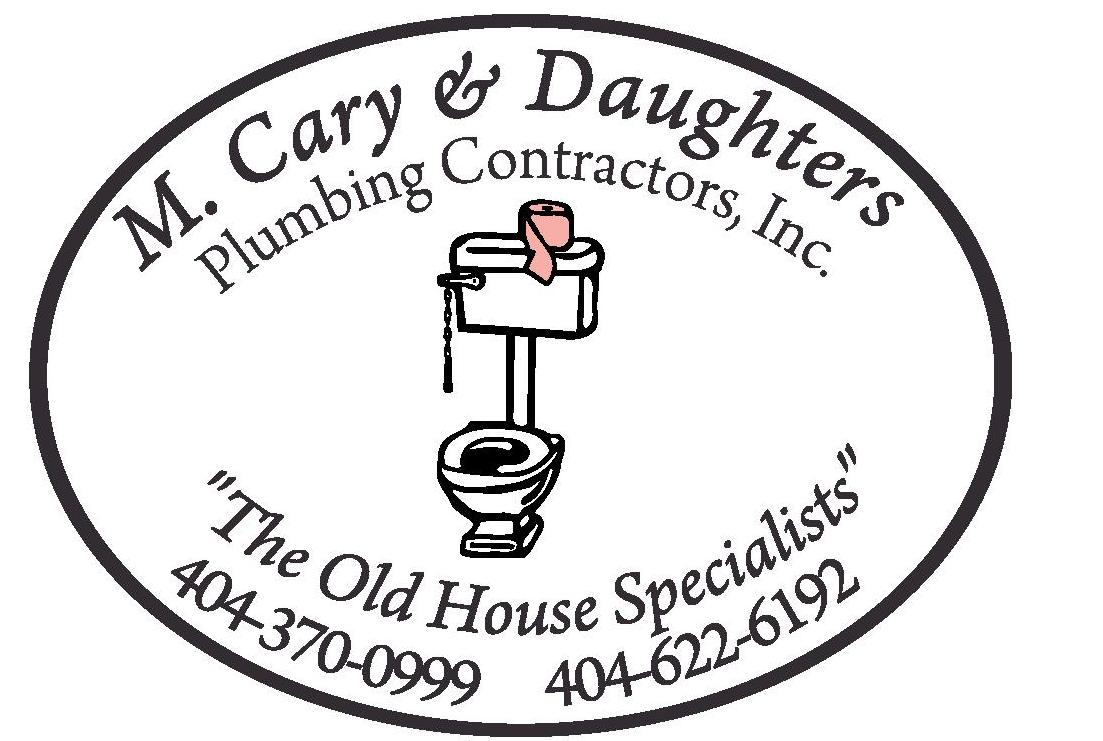 M. Cary & Daughters
Plumbing Contractors, Inc.
"The Old House Specialists"
404-370-0999 404-622-6192